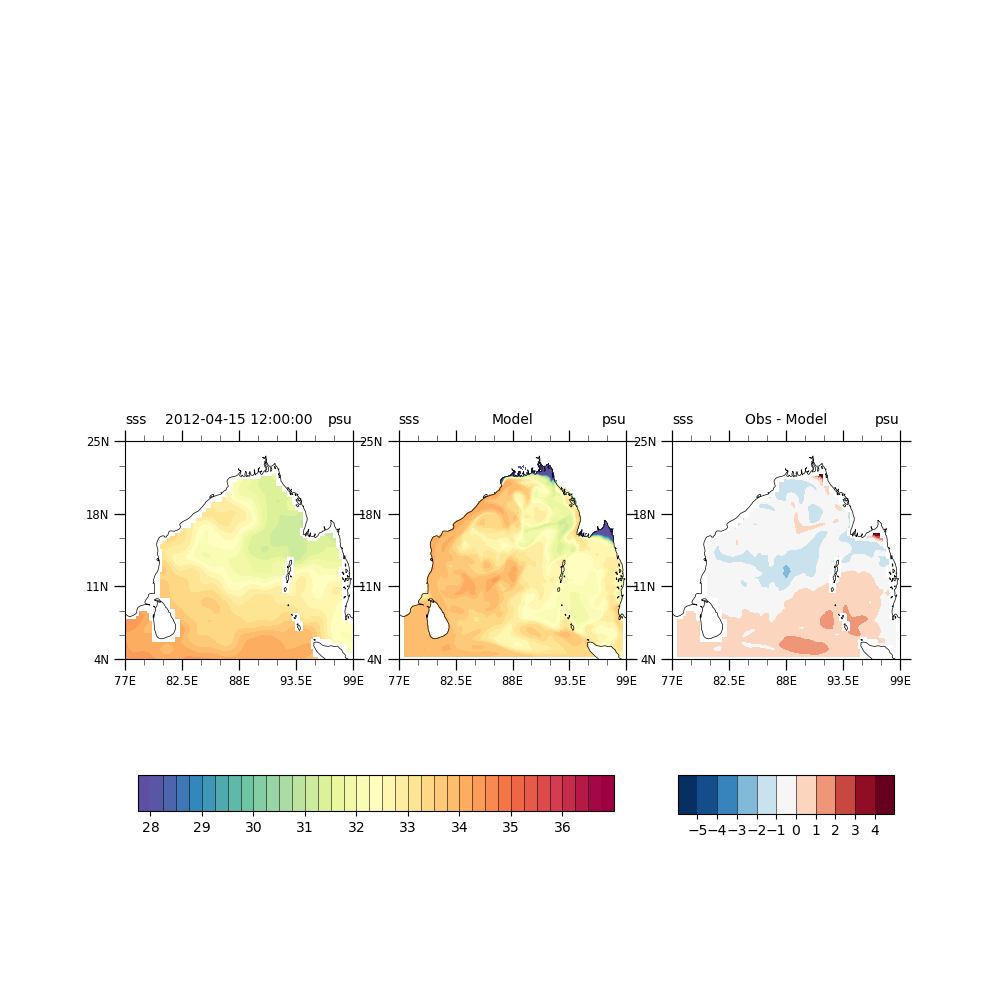 sss 2012-04-15 12:00:00 psu
sss Model psu
sss Obs - Model psu
25N
18N
11N
4N
77E 82.5E 88E 93.5E 99E
25N
18N
11N
4N
77E 82.5E 88E 93.5E 99E
25N
18N
11N
4N
77E 82.5E 88E 93.5E 99E
28 29 30 31 32 33 34 35 36
−5 −4 −3 −2 −1 0 1 2 3 4